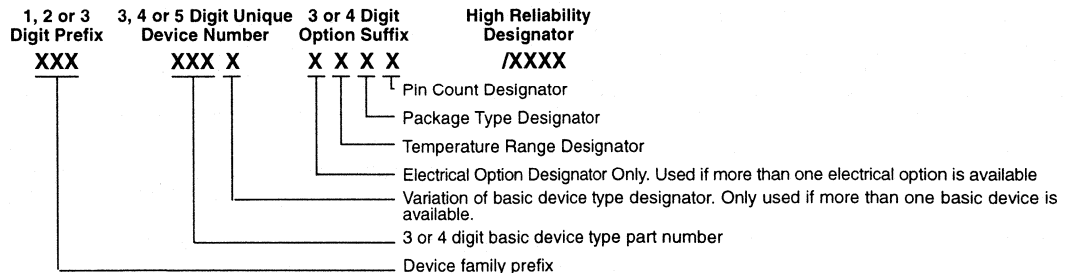 1, 2 or 3 3, 4 or 5 Digit Unique 3 or 4 Digit High Reliability
Digit Prefix Device Number Option Suffix Designator
XXX XXX X X X X X /XXXX
Pin Count Designator
Package Type Designator
Temperature Range Designator
Electrical Option Designator Only. Used if more than one electrical option is available
Variation of basic device type designator. Only used if more than one basic device is
available.
3 or 4 digit basic device type part number
Device family prefix